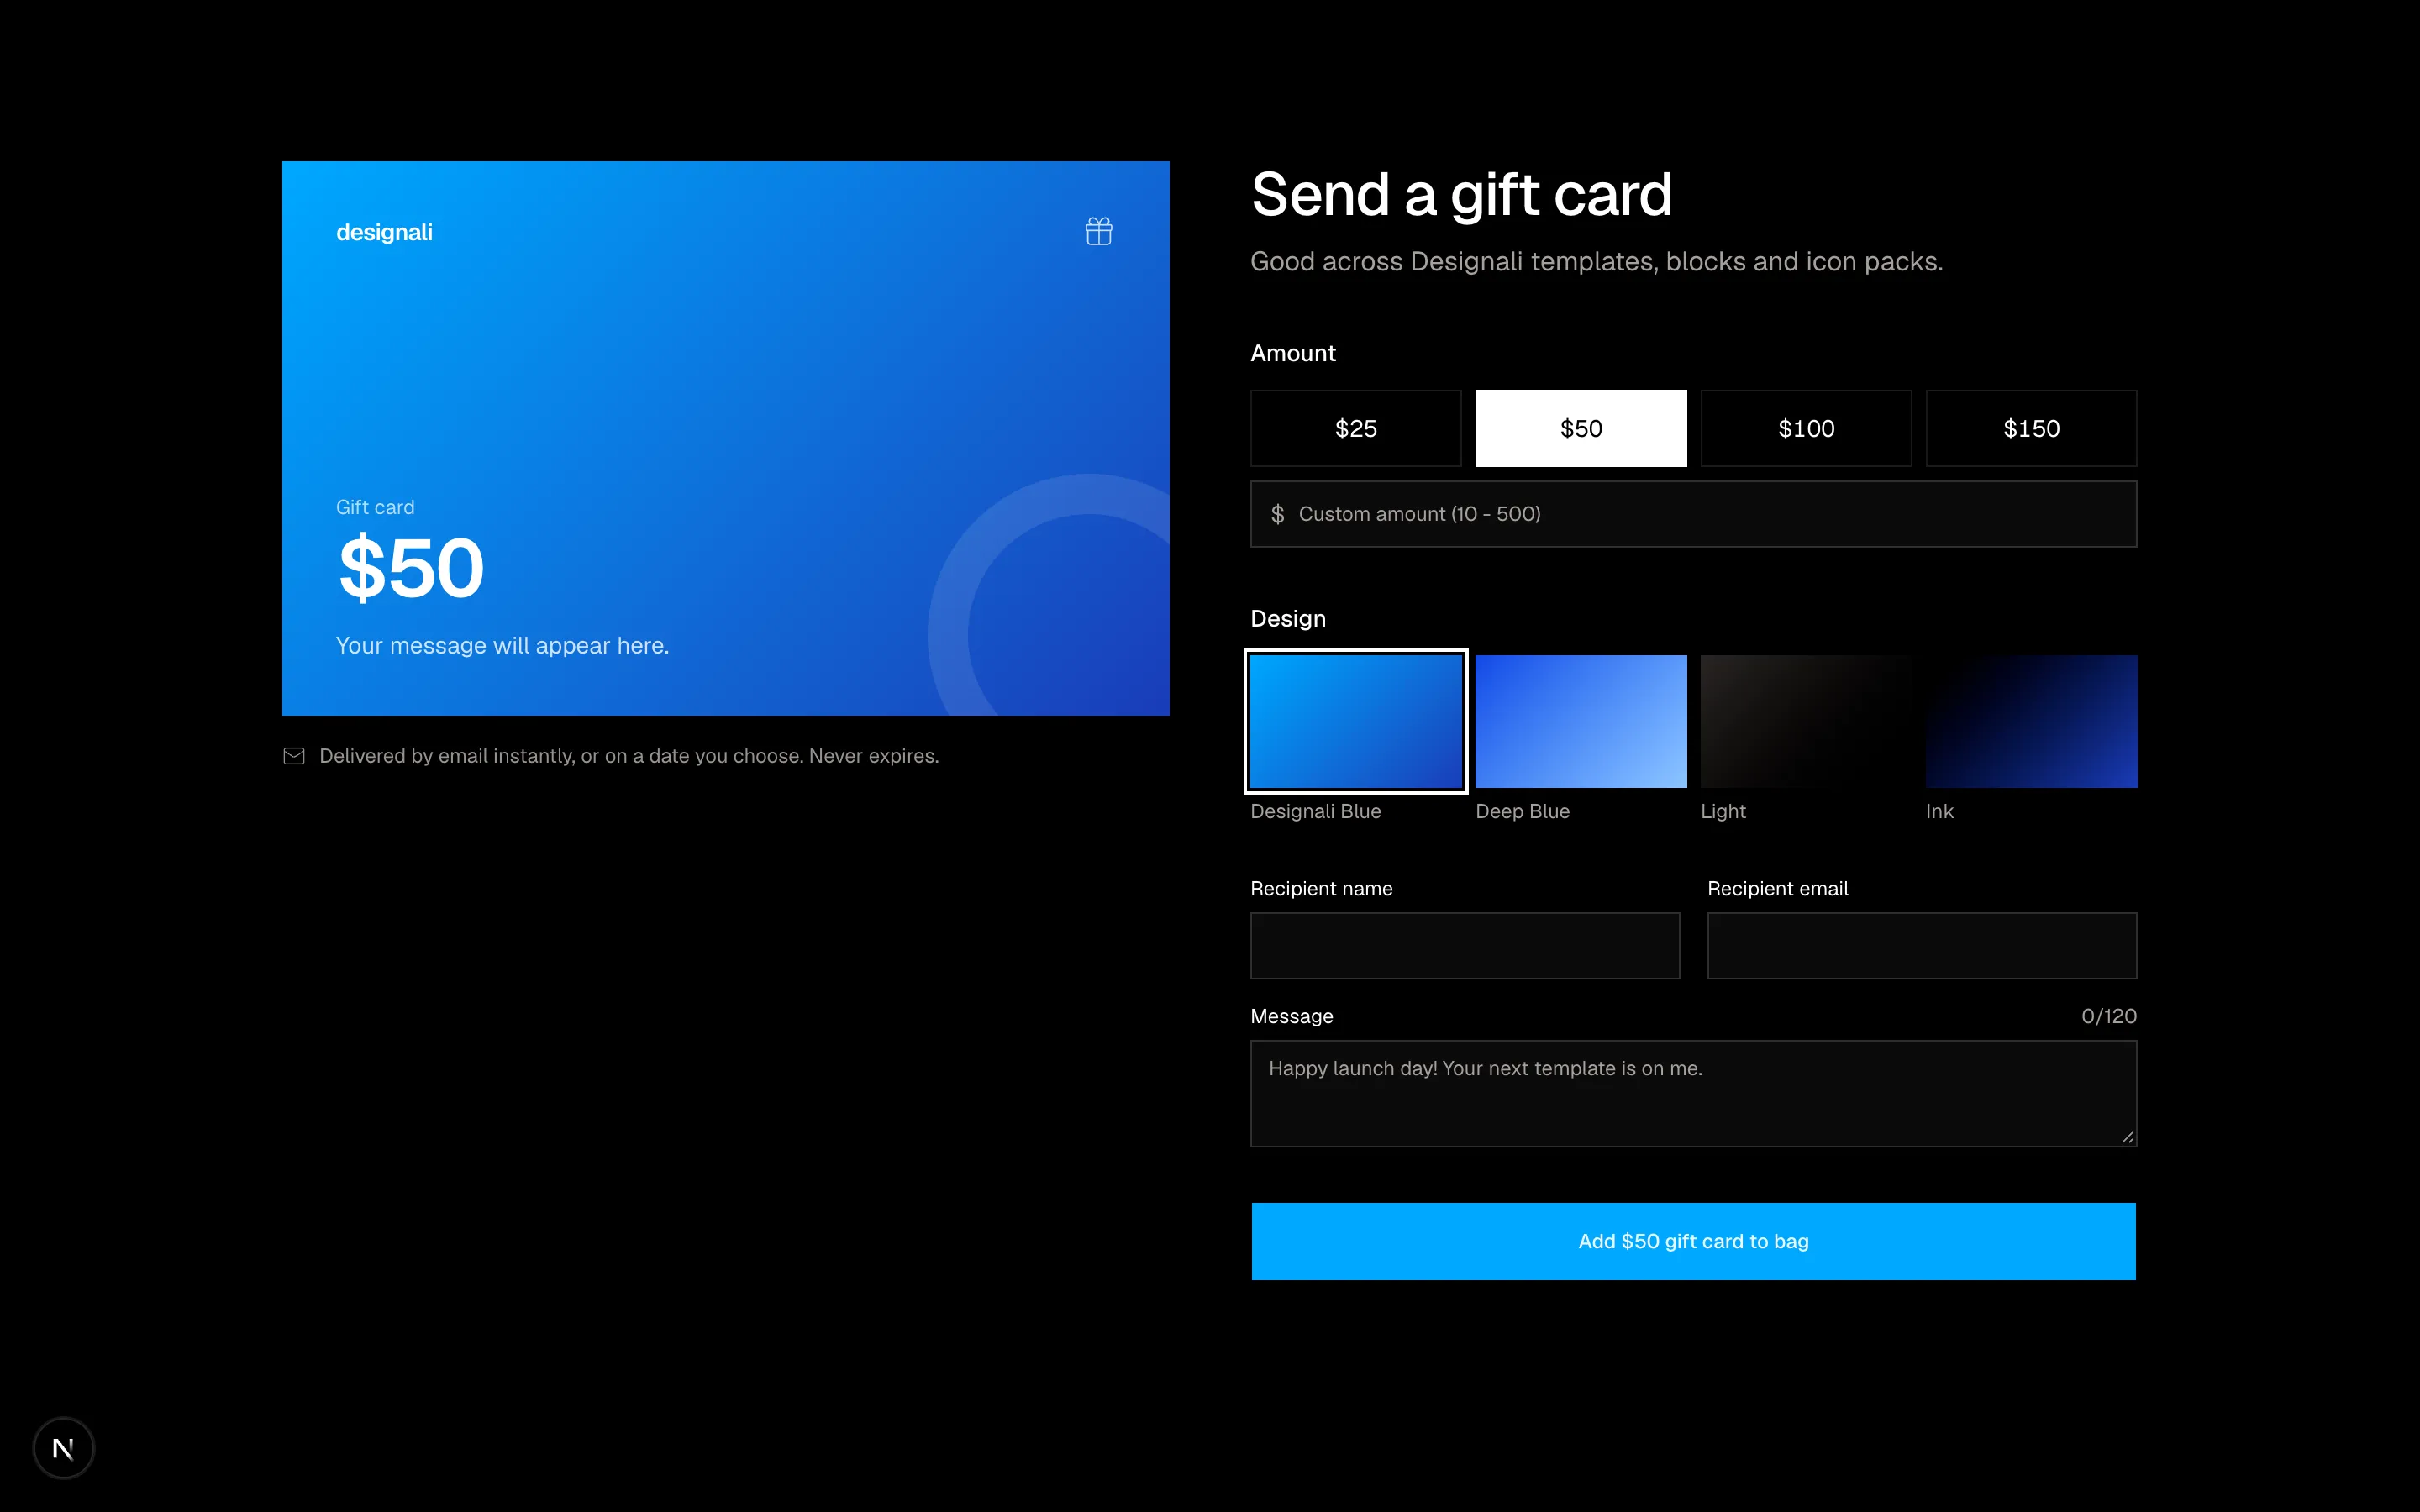 designali
Gift card
$50
Your message will appear here.
Delivered by email instantly, or on a date you choose. Never expires.
Send a gift card
Good across Designali templates, blocks and icon packs.
Amount
$25
$50
$100
$150
$ Custom amount (10 - 500)
Design
Designali Blue
Deep Blue
Light
Ink
Recipient name
Recipient email
Message
0/120
Happy launch day! Your next template is on me.
Add $50 gift card to bag
N